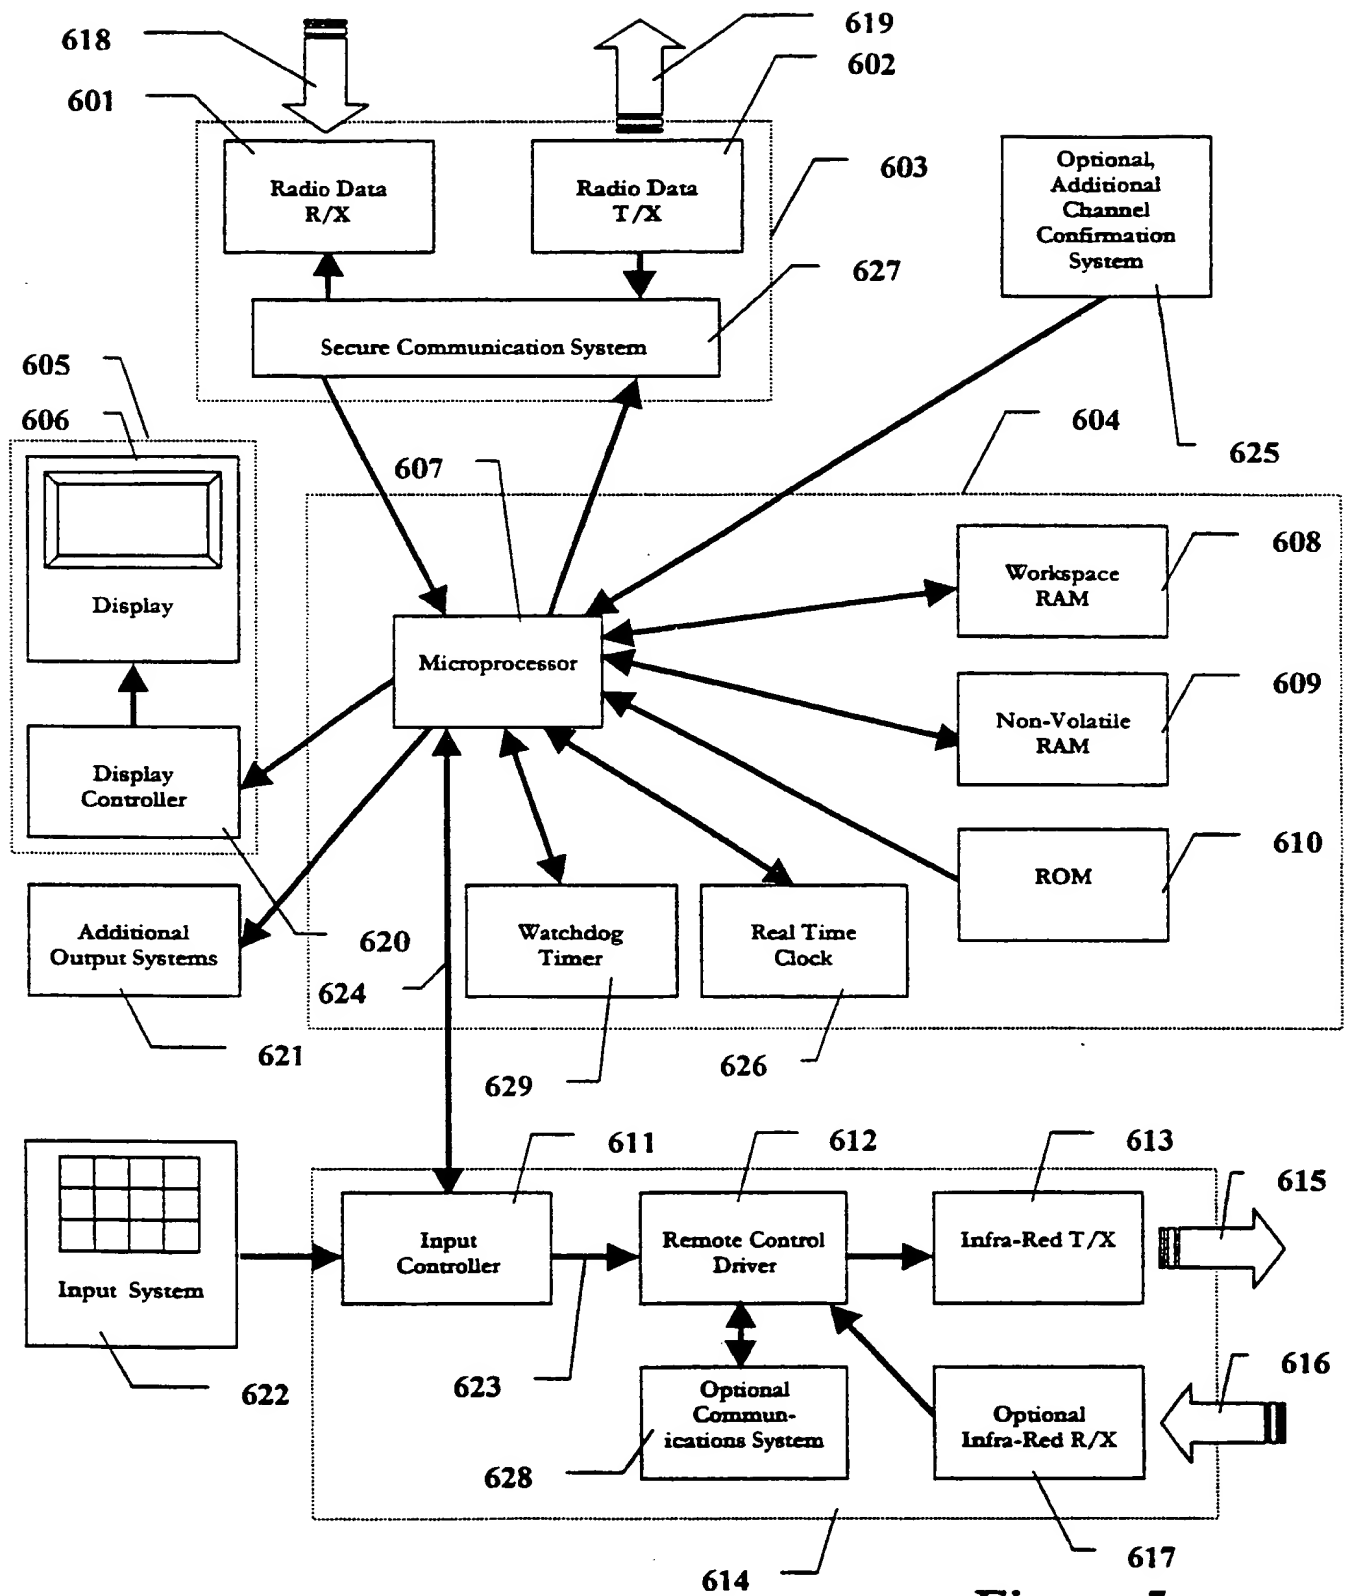 618
619
602
601
603
Radio Data
R/X
Radio Data
T/X
Optional,
Additional
Channel
Confirmation
System
627
Secure Communication System
605
606
604
625
607
608
Workspace
RAM
Display
Microprocessor
609
Non-Volatile
RAM
Display
Controller
610
ROM
Additional
Output Systems
620
624
Watchdog
Timer
Real Time
Clock
621
629
626
611
612
613
615
Input
Controller
Remote Control
Driver
Infra-Red T/X
Input System
616
622
623
Optional
Commun-
ications System
Optional
Infra-Red R/X
628
617
614